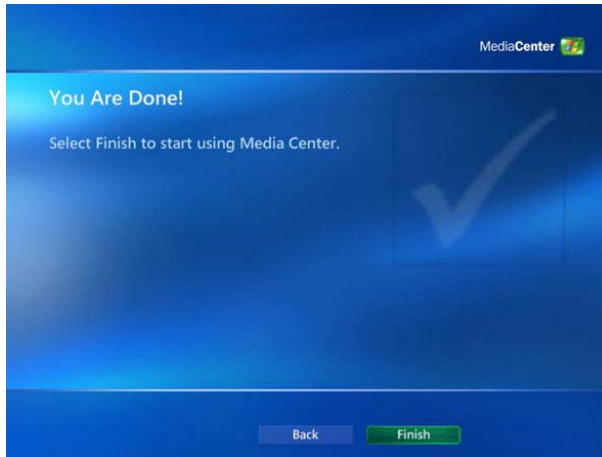 MediaCenter
You Are Done!
Select Finish to start using Media Center.
Back
Finish